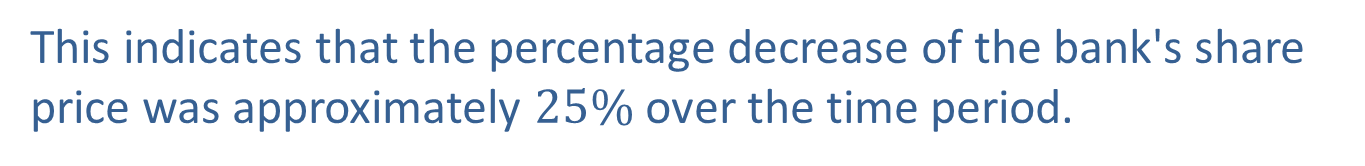 This indicates that the percentage decrease of the bank's share
price was approximately 25% over the time period.